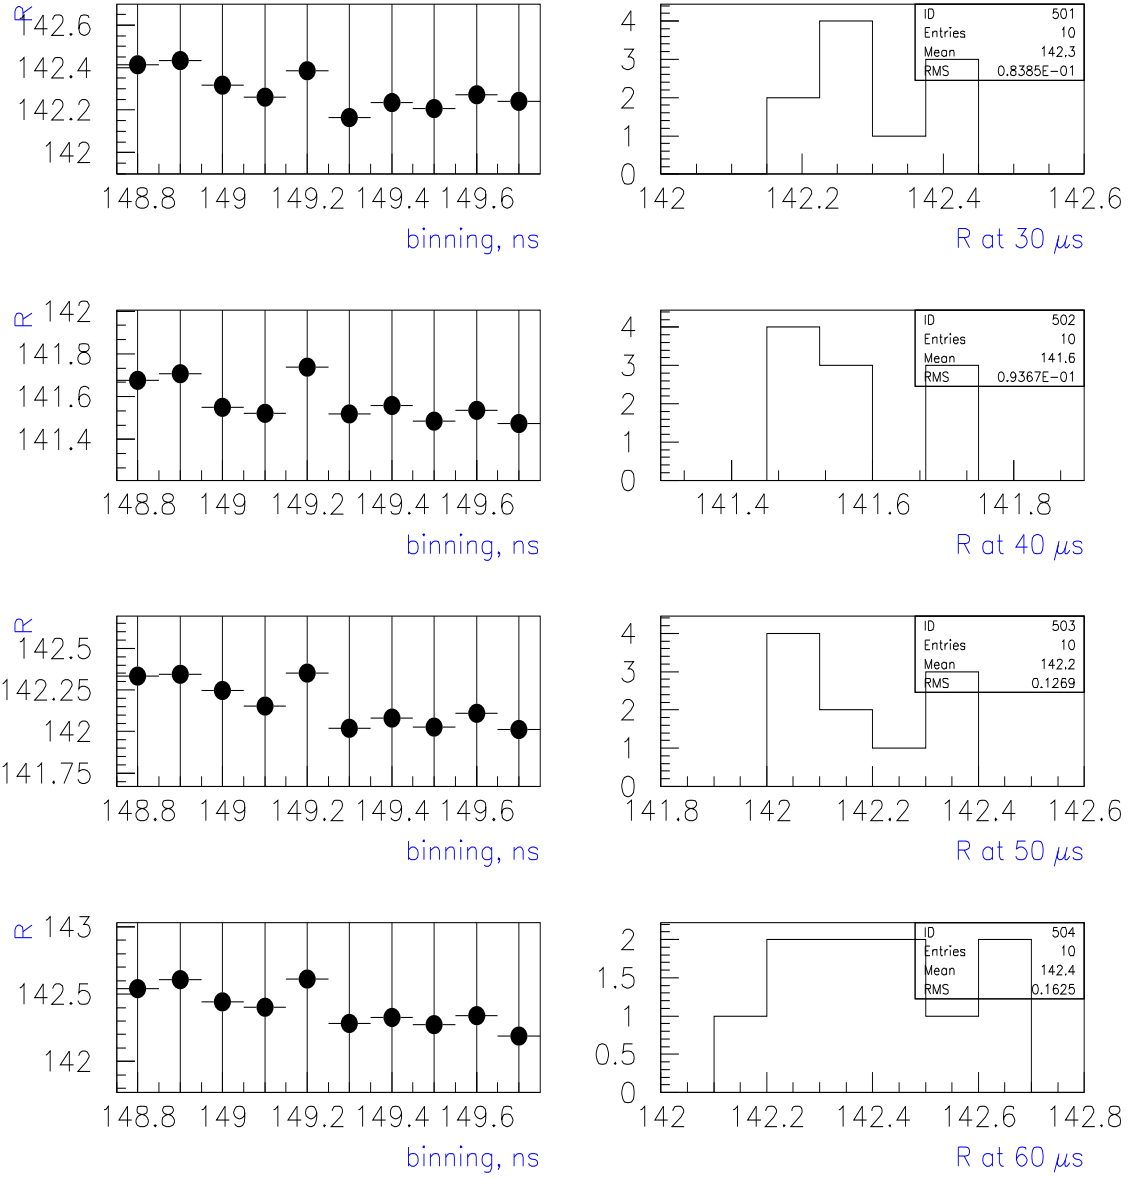 R
142.6
142.4
142.2
142
148.8 149 149.2 149.4 149.6
binning, ns
4
3
2
1
0
ID 501
Entries 10
Mean 142.3
RMS 0.8385E-01
142 142.2 142.4 142.6
R at 30 μs
R
142
141.8
141.6
141.4
148.8 149 149.2 149.4 149.6
binning, ns
4
3
2
1
0
ID 502
Entries 10
Mean 141.6
RMS 0.9367E-01
141.4 141.6 141.8
R at 40 μs
R
142.5
142.25
142
141.75
148.8 149 149.2 149.4 149.6
binning, ns
4
3
2
1
0
ID 503
Entries 10
Mean 142.2
RMS 0.1269
141.8 142 142.2 142.4 142.6
R at 50 μs
R
143
142.5
142
148.8 149 149.2 149.4 149.6
binning, ns
2
1.5
1
0.5
0
ID 504
Entries 10
Mean 142.4
RMS 0.1625
142 142.2 142.4 142.6 142.8
R at 60 μs